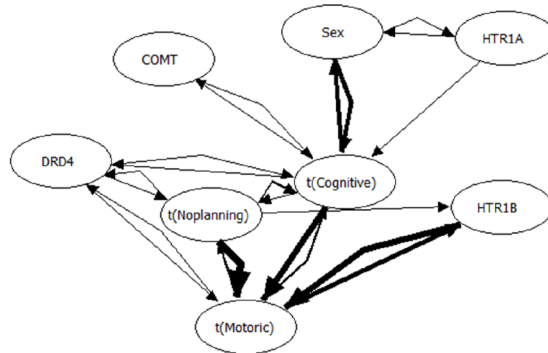 Sex
HTR1A
COMT
DRD4
t(Cognitive)
t(Noplanning)
HTR1B
t(Motoric)